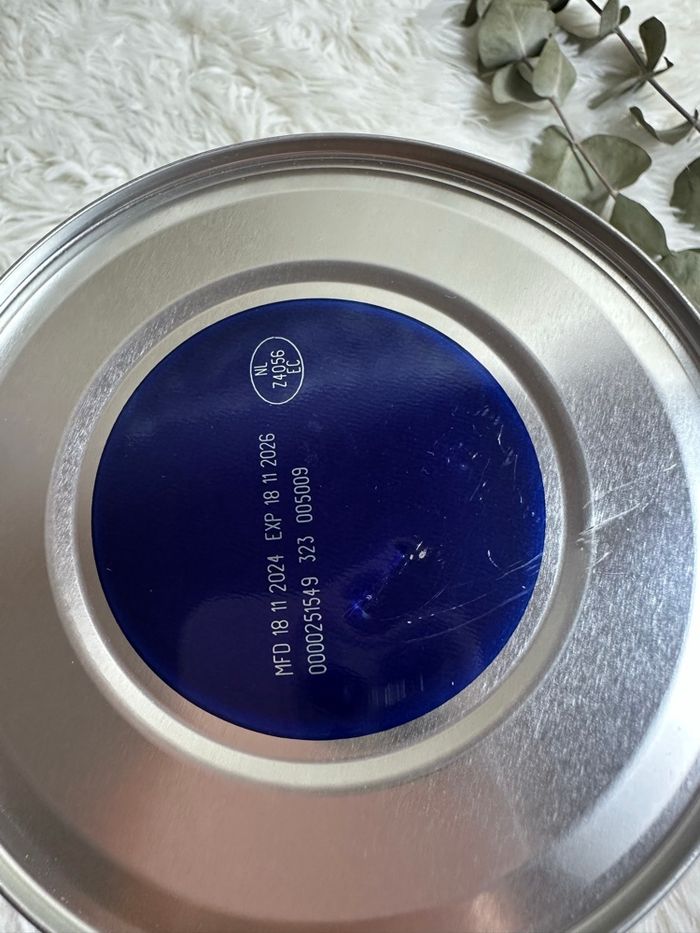 NL
Z4056
EC
MFD 18 11 2024 EXP 18 11 2026
0000251549 323 005009